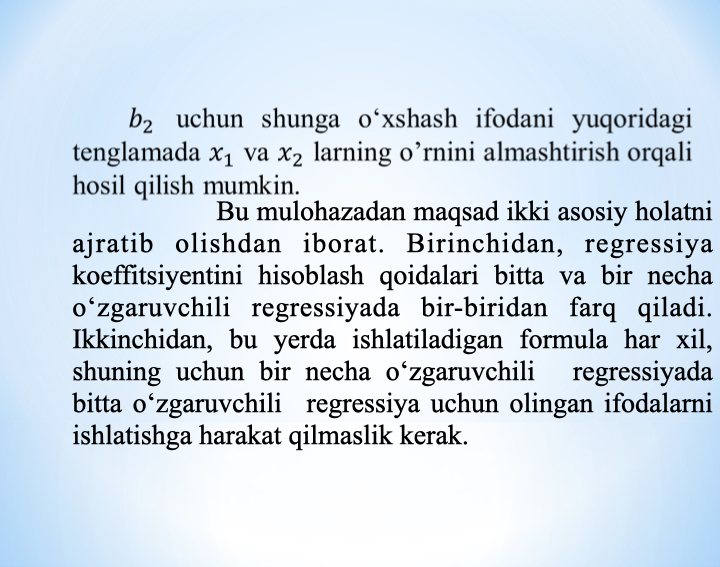 b₂ uchun shunga o‘xshash ifodani yuqoridagi
tenglamada x₁ va x₂ larning o’rnini almashtirish orqali
hosil qilish mumkin.
Bu mulohazadan maqsad ikki asosiy holatni
ajratib olishdan iborat. Birinchidan, regressiya
koeffitsiyentini hisoblash qoidalari bitta va bir necha
o‘zgaruvchili regressiyada bir-biridan farq qiladi.
Ikkinchidan, bu yerda ishlatiladigan formula har xil,
shuning uchun bir necha o‘zgaruvchili regressiyada
bitta o‘zgaruvchili regressiya uchun olingan ifodalarni
ishlatishga harakat qilmaslik kerak.